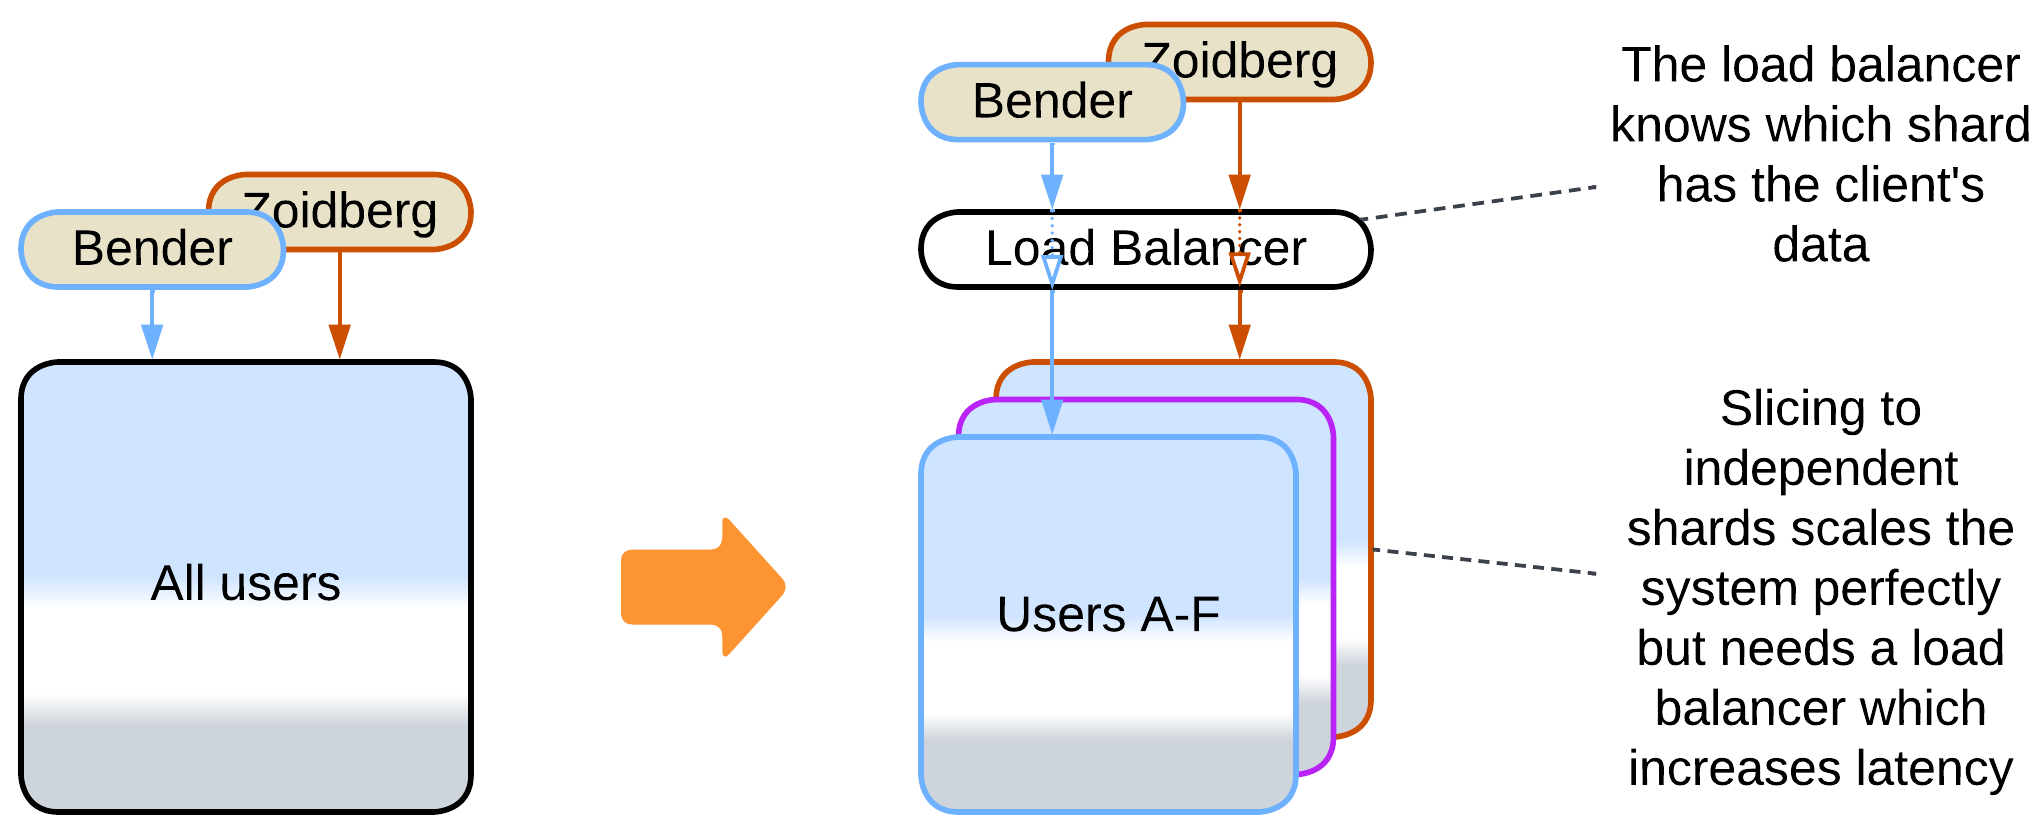 Zoidberg
Bender
All users
Zoidberg
Bender
Load Balancer
Users A-F
The load balancer
knows which shard
has the client's
data
Slicing to
independent
shards scales the
system perfectly
but needs a load
balancer which
increases latency